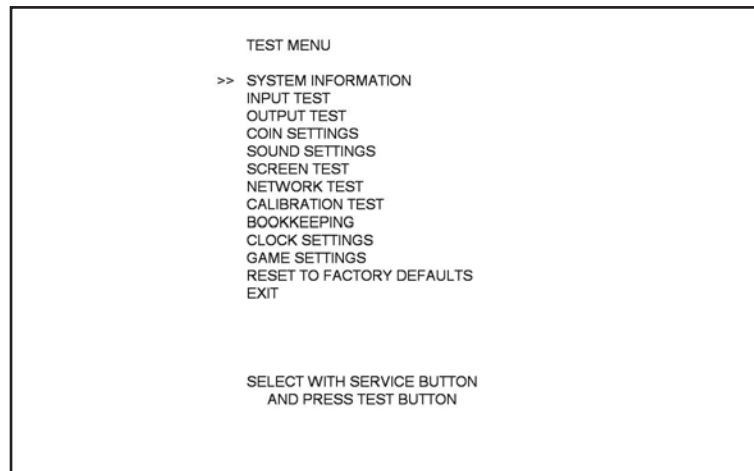 TEST MENU
>> SYSTEM INFORMATION
INPUT TEST
OUTPUT TEST
COIN SETTINGS
SOUND SETTINGS
SCREEN TEST
NETWORK TEST
CALIBRATION TEST
BOOKKEEPING
CLOCK SETTINGS
GAME SETTINGS
RESET TO FACTORY DEFAULTS
EXIT
SELECT WITH SERVICE BUTTON
AND PRESS TEST BUTTON